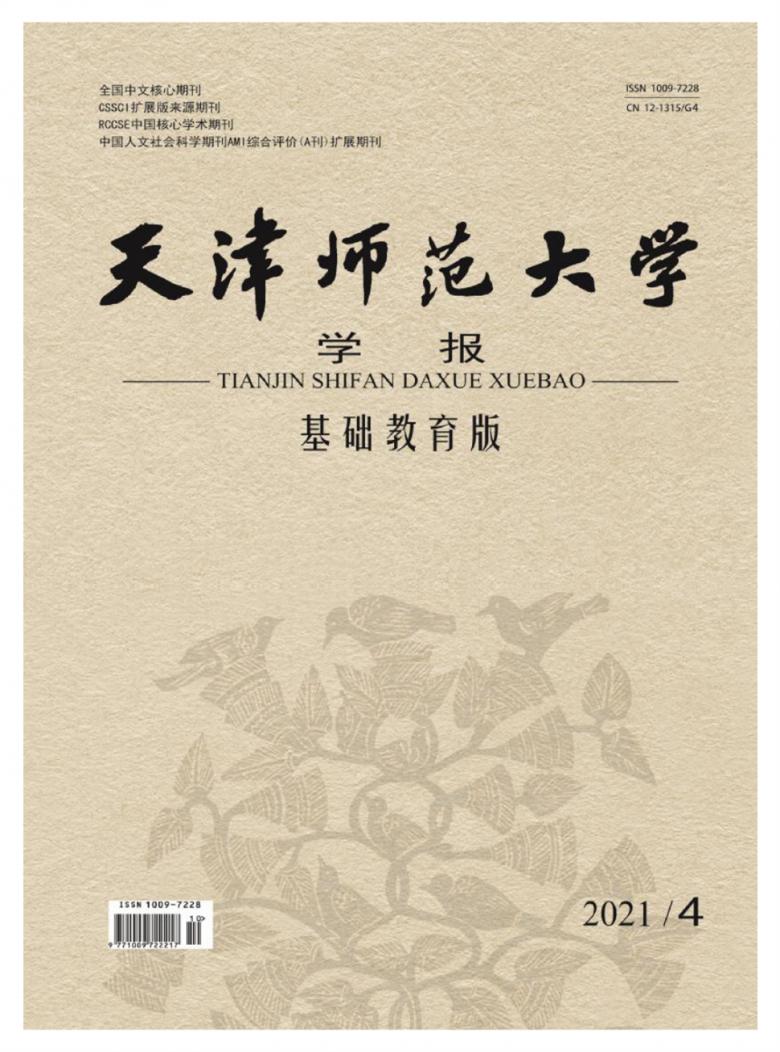 全国中文核心期刊
CSSCI扩展版来源期刊
RCCSE中国核心学术期刊
中国人文社会科学期刊AMI综合评价(A刊)扩展期刊
ISSN 1009-7228
CN 12-1315/G4
天津师范大学
学报
TIANJIN SHIFAN DAXUE XUEBAO
基础教育版
ISSN 1009-7228
10>
9 771009 722217
2021/4